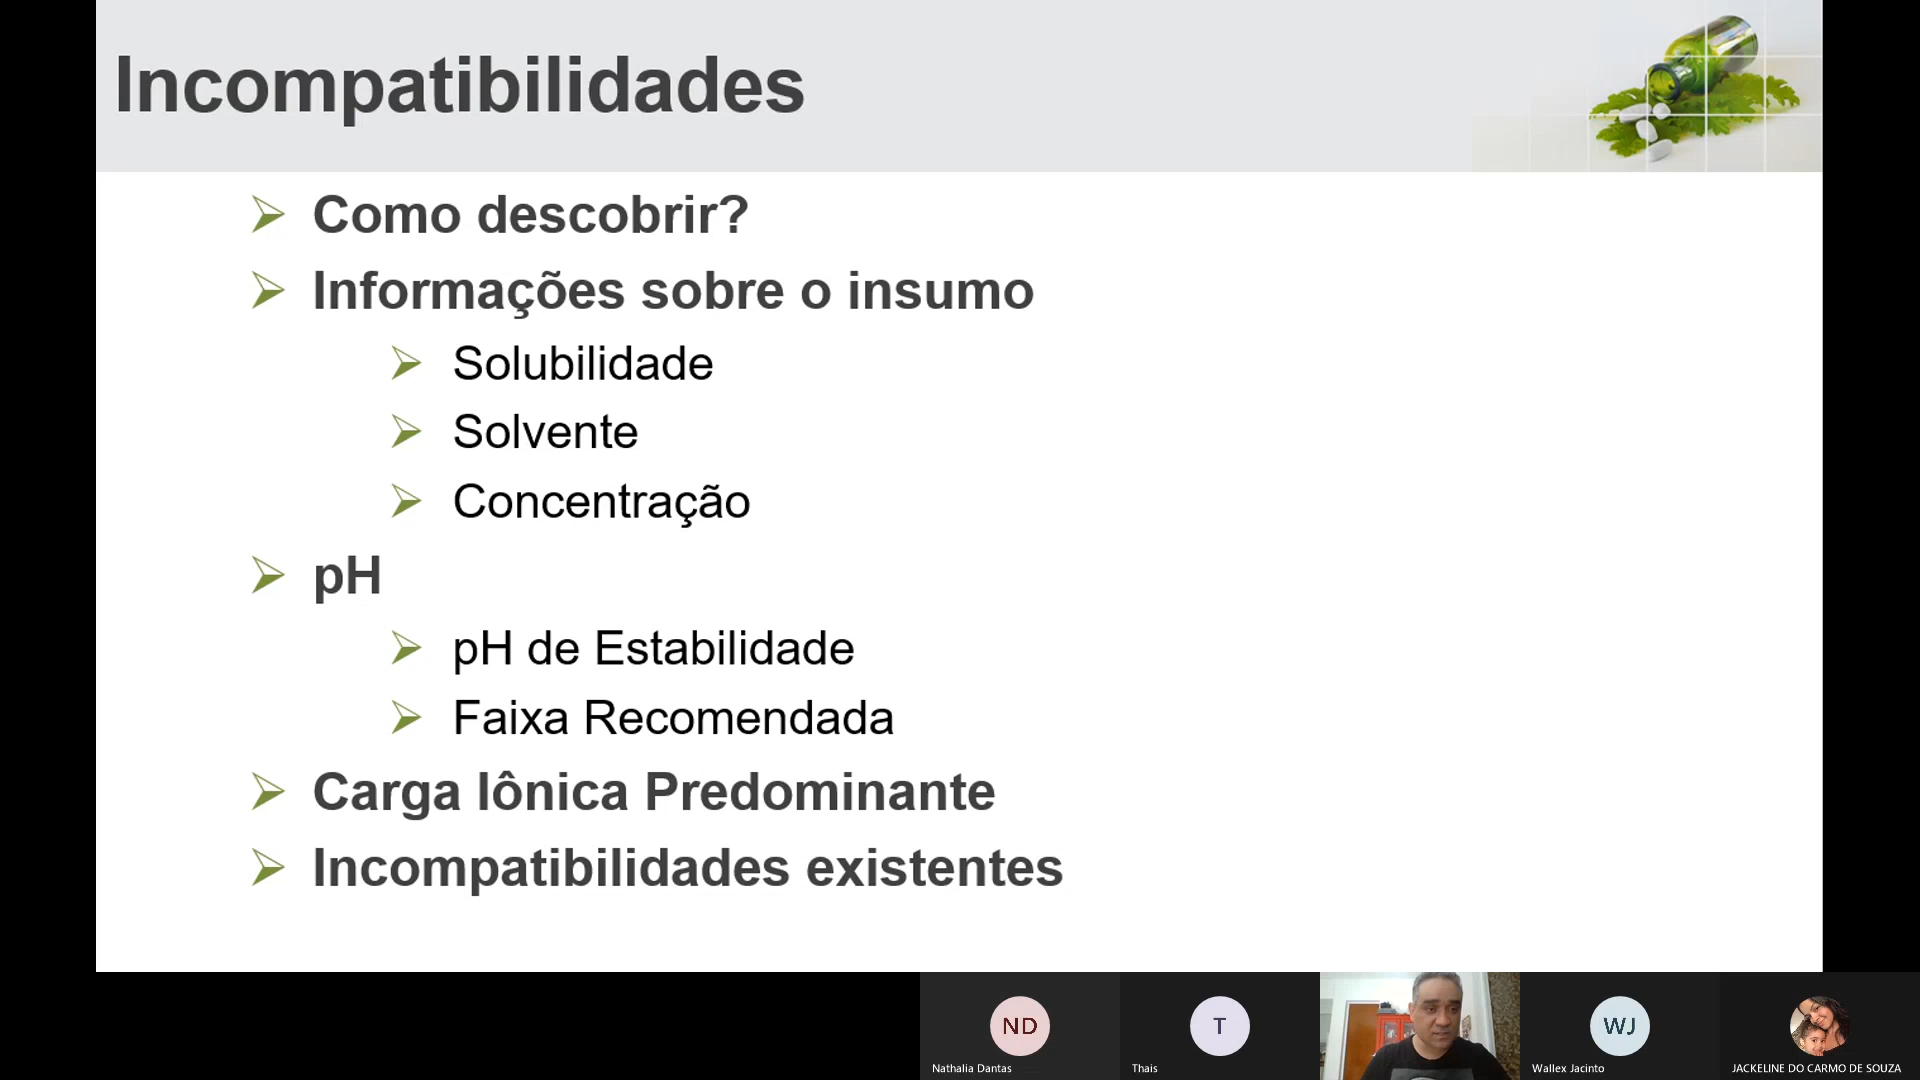 Incompatibilidades
Como descobrir?
Informações sobre o insumo
Solubilidade
Solvente
Concentração
pH
pH de Estabilidade
Faixa Recomendada
Carga Iônica Predominante
Incompatibilidades existentes
ND
T
WJ
Nathalia Dantas
Thais
Wallex Jacinto
JACKELINE DO CARMO DE SOUZA